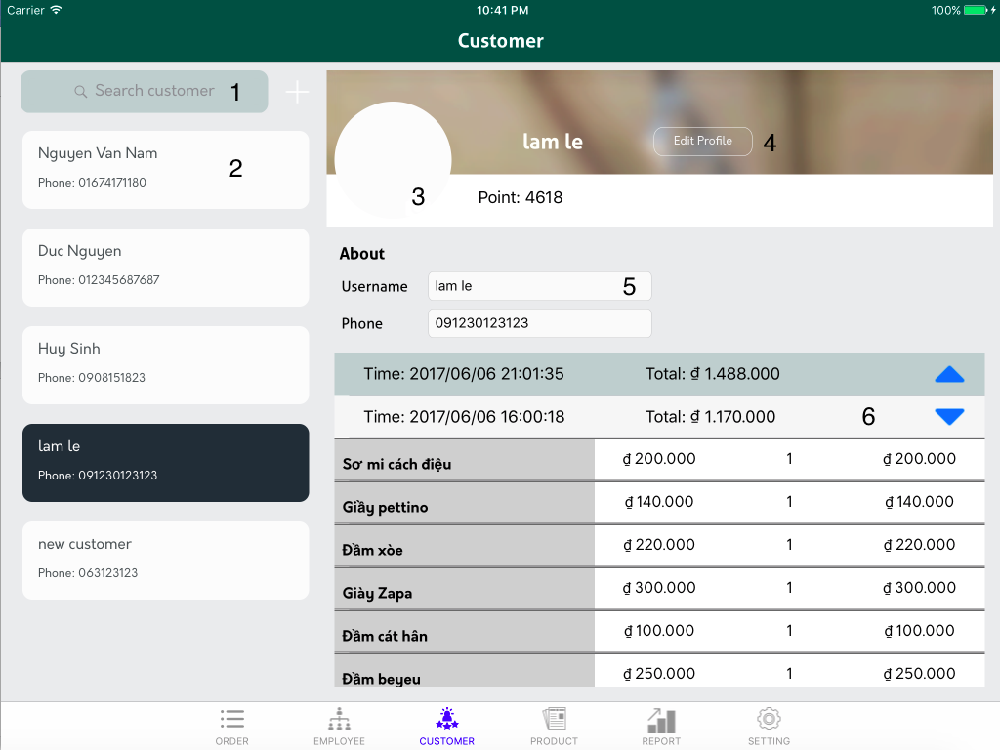 Carrier 10:41 PM 100%
Customer
Search customer 1
Nguyen Van Nam
Phone: 01674171180
2
Duc Nguyen
Phone: 012345687687
Huy Sinh
Phone: 0908151823
lam le
Phone: 091230123123
new customer
Phone: 063123123
lam le Edit Profile 4
3 Point: 4618
About
Username lam le 5
Phone 091230123123
Time: 2017/06/06 21:01:35 Total: ₫ 1.488.000
Time: 2017/06/06 16:00:18 Total: ₫ 1.170.000 6
Sơ mi cách điệu ₫ 200.000 1 ₫ 200.000
Giầy pettino ₫ 140.000 1 ₫ 140.000
Đầm xòe ₫ 220.000 1 ₫ 220.000
Giày Zapa ₫ 300.000 1 ₫ 300.000
Đầm cát hân ₫ 100.000 1 ₫ 100.000
Đầm beyeu ₫ 250.000 1 ₫ 250.000
ORDER EMPLOYEE CUSTOMER PRODUCT REPORT SETTING